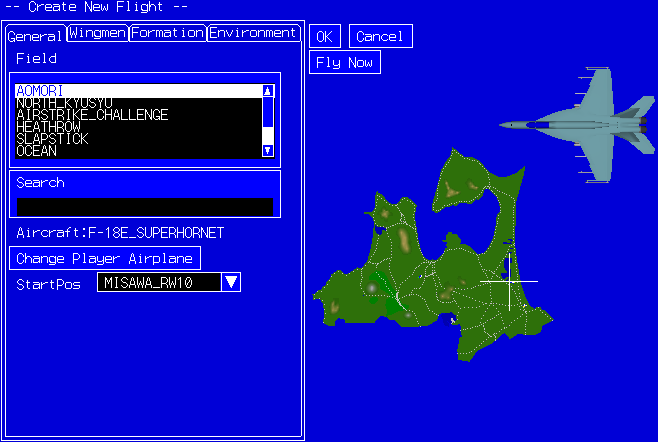 -- Create New Flight --
General Wingmen Formation Environment
OK Cancel
Fly Now
Field
AOMORI
NORTH_KYUSYU
AIRSTRIKE_CHALLENGE
HEATHROW
SLAPSTICK
OCEAN
Search
Aircraft:F-18E_SUPERHORNET
Change Player Airplane
StartPos MISAWA_RW10